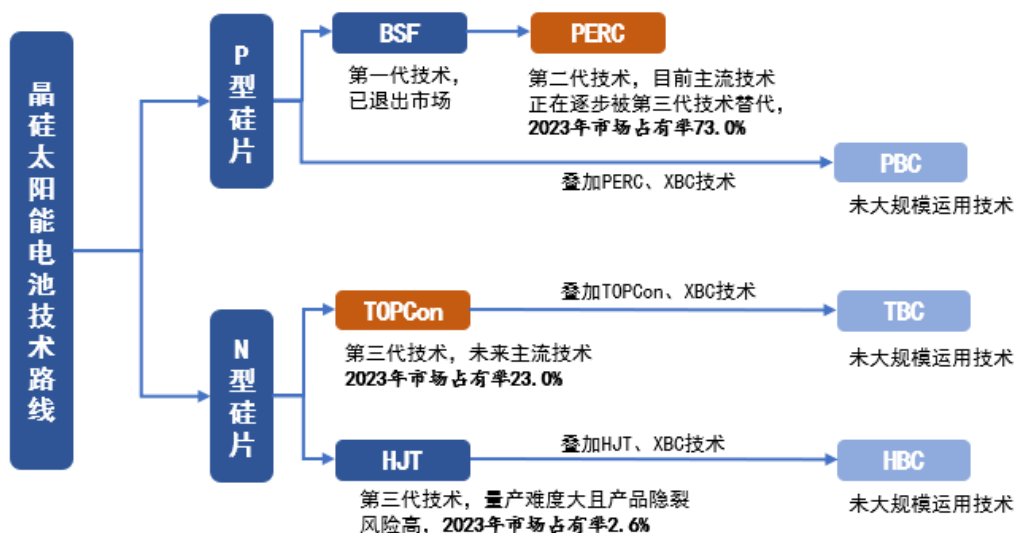 晶硅太阳能电池技术路线
P型硅片
BSF
第一代技术，
已退出市场
PERC
第二代技术，目前主流技术
正在逐步被第三代技术替代，
2023年市场占有率73.0%
叠加PERC、XBC技术
PBC
未大规模运用技术
N型硅片
TOPCon
第三代技术，未来主流技术
2023年市场占有率23.0%
叠加TOPCon、XBC技术
TBC
未大规模运用技术
HJT
第三代技术，量产难度大且产品隐裂
风险高，2023年市场占有率2.6%
叠加HJT、XBC技术
HBC
未大规模运用技术